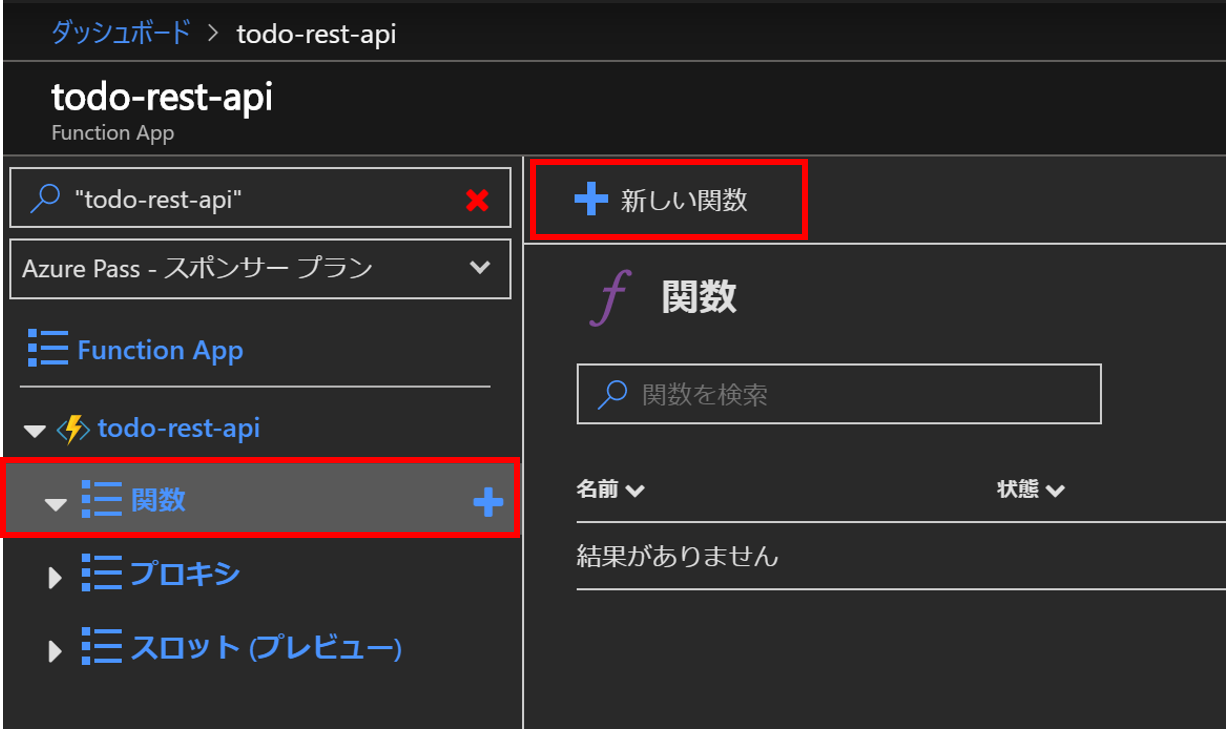 ダッシュボード > todo-rest-api
todo-rest-api
Function App
"todo-rest-api"
Azure Pass - スポンサー プラン
Function App
todo-rest-api
関数
プロキシ
スロット (プレビュー)
新しい関数
関数
関数を検索
名前 状態
結果がありません